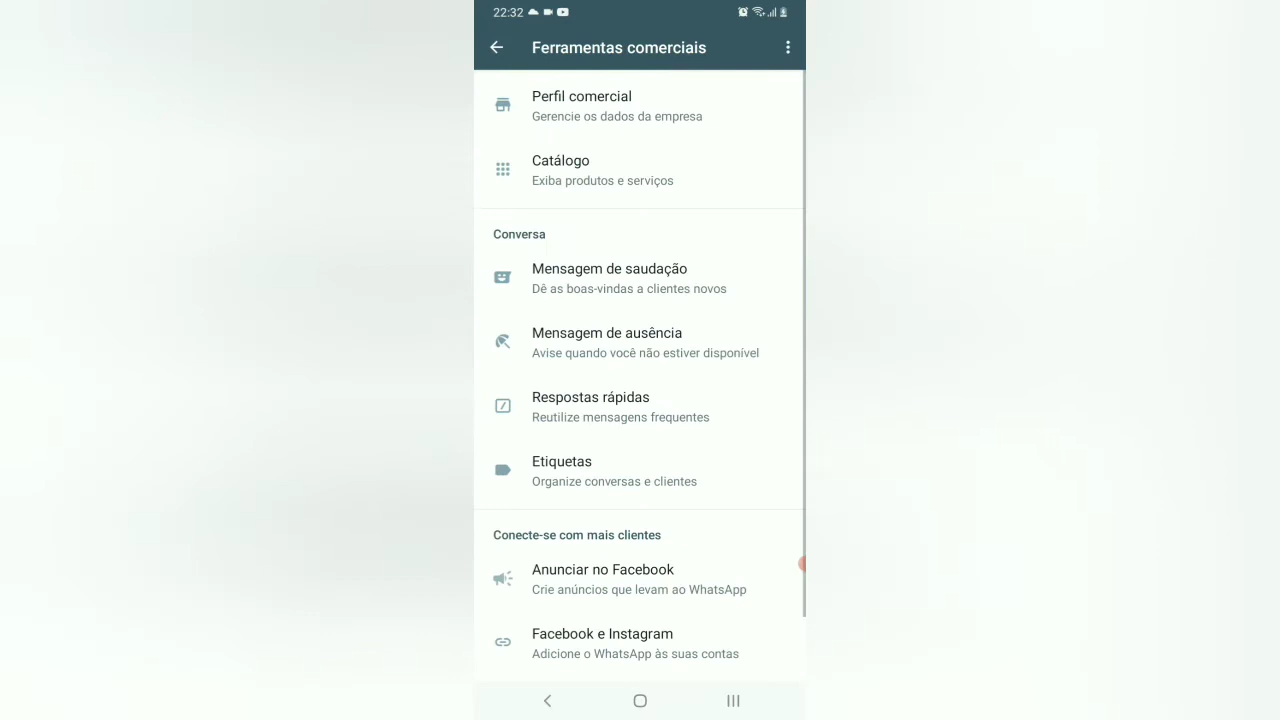 22:32
Ferramentas comerciais
Perfil comercial
Gerencie os dados da empresa
Catálogo
Exiba produtos e serviços
Conversa
Mensagem de saudação
Dê as boas-vindas a clientes novos
Mensagem de ausência
Avise quando você não estiver disponível
Respostas rápidas
Reutilize mensagens frequentes
Etiquetas
Organize conversas e clientes
Conecte-se com mais clientes
Anunciar no Facebook
Crie anúncios que levam ao WhatsApp
Facebook e Instagram
Adicione o WhatsApp às suas contas